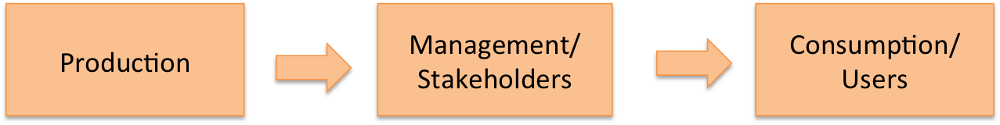 Production
Management/
Stakeholders
Consumption/
Users